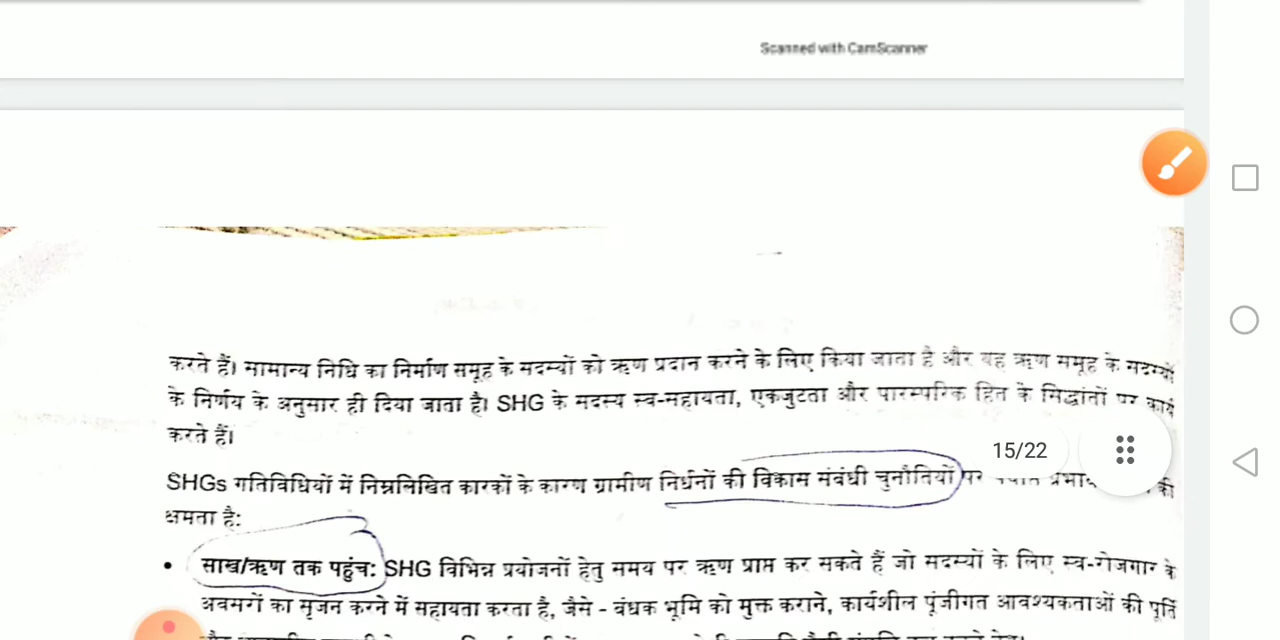 Scanned with CamScanner
करते हैं। सामान्य निधि का निर्माण समूह के सदस्यों को ऋण प्रदान करने के लिए किया जाता है और यह ऋण समूह के सदस्यों
के निर्णय के अनुसार ही दिया जाता है। SHG के सदस्य स्व-सहायता, एकजुटता और पारस्परिक हित के सिद्धांतों पर कार्य
करते हैं।
15/22
SHGs गतिविधियों में निम्नलिखित कारकों के कारण ग्रामीण निर्धनों की विकास संबंधी चुनौतियों पर की
क्षमता है:
• साख/ऋण तक पहुंच: SHG विभिन्न प्रयोजनों हेतु समय पर ऋण प्राप्त कर सकते हैं जो सदस्यों के लिए स्व-रोजगार के
अवसरों का सृजन करने में सहायता करता है, जैसे - बंधक भूमि को मुक्त कराने, कार्यशील पूंजीगत आवश्यकताओं की पूर्ति